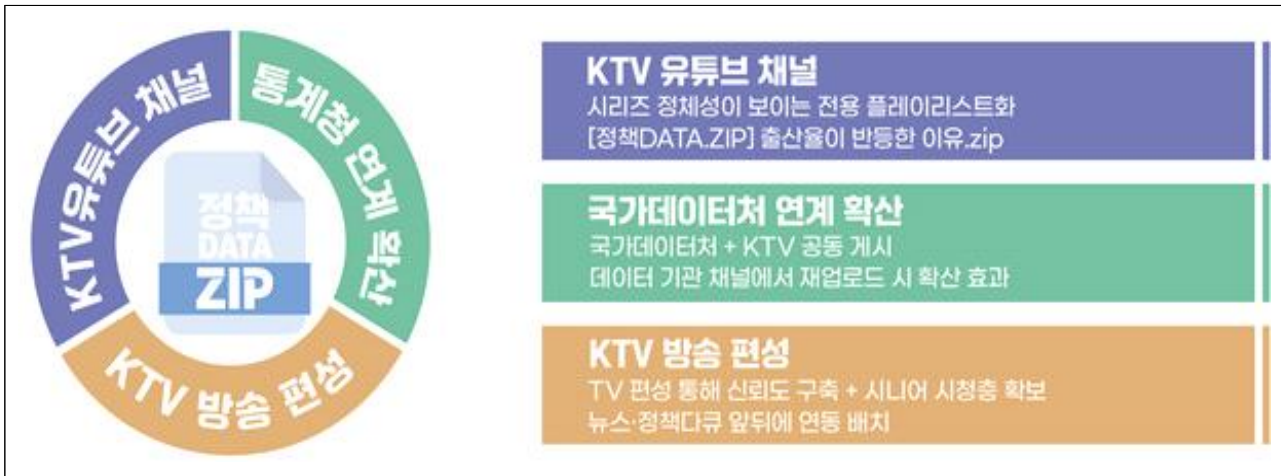 KTV유튜브 채널
통계청 연계 확산
KTV 방송 편성
정책
DATA
ZIP
KTV 유튜브 채널
시리즈 정체성이 보이는 전용 플레이리스트화
[정책DATA.ZIP] 출산율이 반등한 이유.zip
국가데이터처 연계 확산
국가데이터처 + KTV 공동 게시
데이터 기관 채널에서 재업로드 시 확산 효과
KTV 방송 편성
TV 편성 통해 신뢰도 구축 + 시니어 시청층 확보
뉴스·정책다큐 앞뒤에 연동 배치